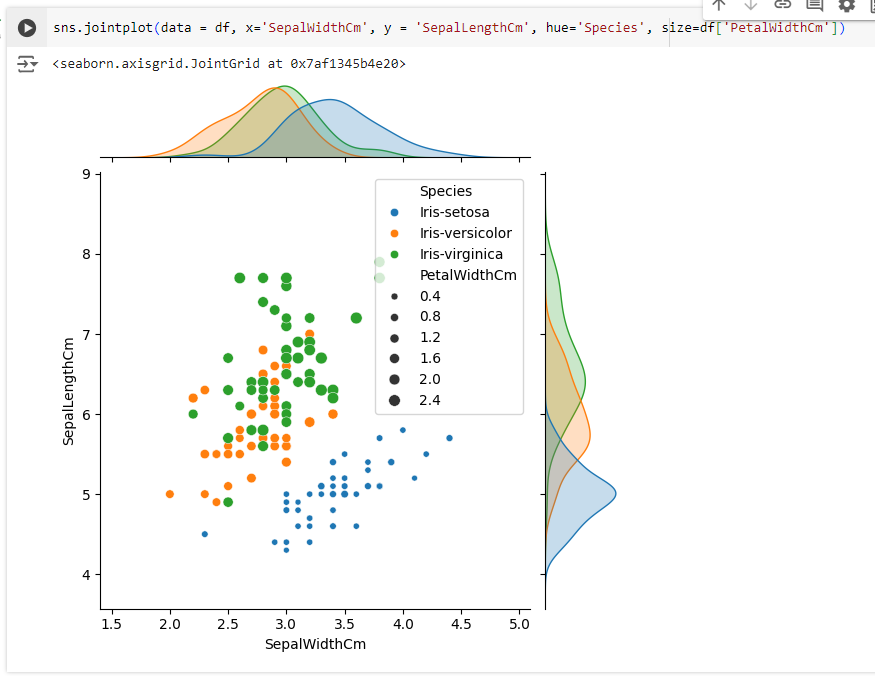 sns.jointplot(data = df, x='SepalWidthCm', y = 'SepalLengthCm', hue='Species', size=df['PetalWidthCm'])
<seaborn.axisgrid.JointGrid at 0x7af1345b4e20>
9
8
7
6
5
4
SepalLengthCm
Species
Iris-setosa
Iris-versicolor
Iris-virginica
PetalWidthCm
0.4
0.8
1.2
1.6
2.0
2.4
1.5 2.0 2.5 3.0 3.5 4.0 4.5 5.0
SepalWidthCm